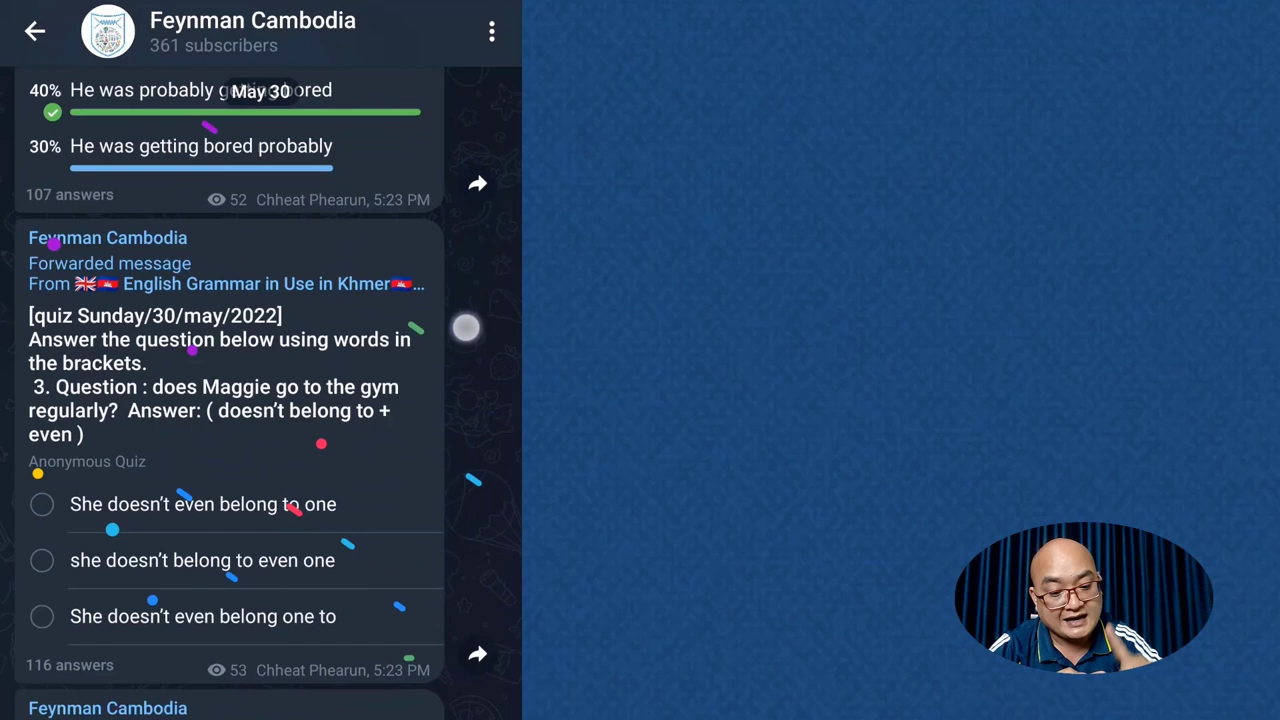 Feynman Cambodia
361 subscribers
40% He was probably getting bored
May 30
30% He was getting bored probably
107 answers 52 Chheat Phearun, 5:23 PM
Feynman Cambodia
Forwarded message
From 🇬🇧🇰🇭 English Grammar in Use in Khmer🇰🇭...
[quiz Sunday/30/may/2022]
Answer the question below using words in
the brackets.
3. Question : does Maggie go to the gym
regularly? Answer: ( doesn’t belong to +
even )
Anonymous Quiz
She doesn’t even belong to one
she doesn’t belong to even one
She doesn’t even belong one to
116 answers 53 Chheat Phearun, 5:23 PM
Feynman Cambodia